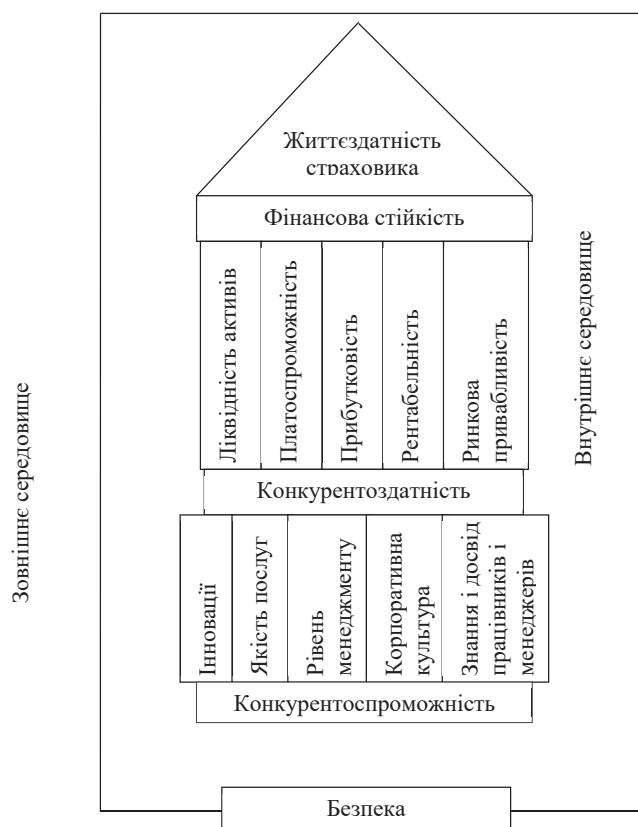 Життєздатність
страховика
Фінансова стійкість
Ліквідність активів
Платоспроможність
Прибутковість
Рентабельність
Ринкова
привабливість
Конкурентоздатність
Інновації
Якість послуг
Рівень
менеджменту
Корпоративна
культура
Знання і досвід
працівників і
менеджерів
Конкурентоспроможність
Безпека
Зовнішнє середовище
Внутрішнє середовище